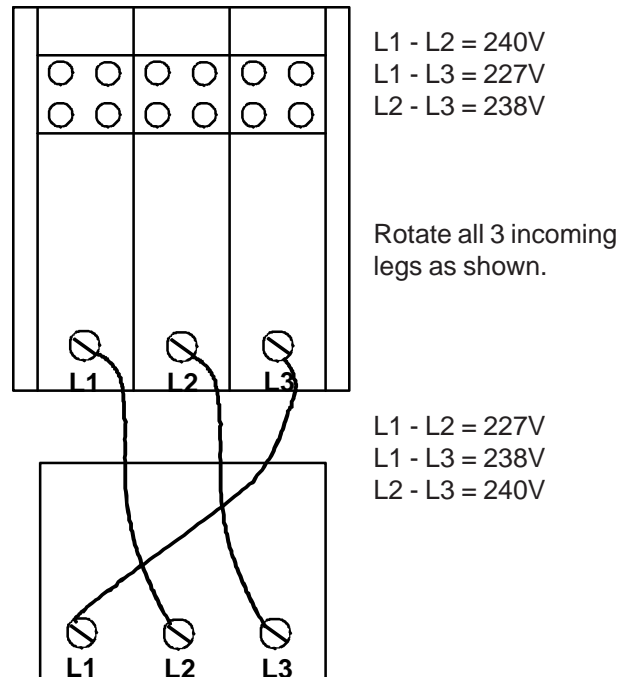 L1 - L2 = 240V
L1 - L3 = 227V
L2 - L3 = 238V
Rotate all 3 incoming
legs as shown.
L1 L2 L3
L1 - L2 = 227V
L1 - L3 = 238V
L2 - L3 = 240V
L1 L2 L3